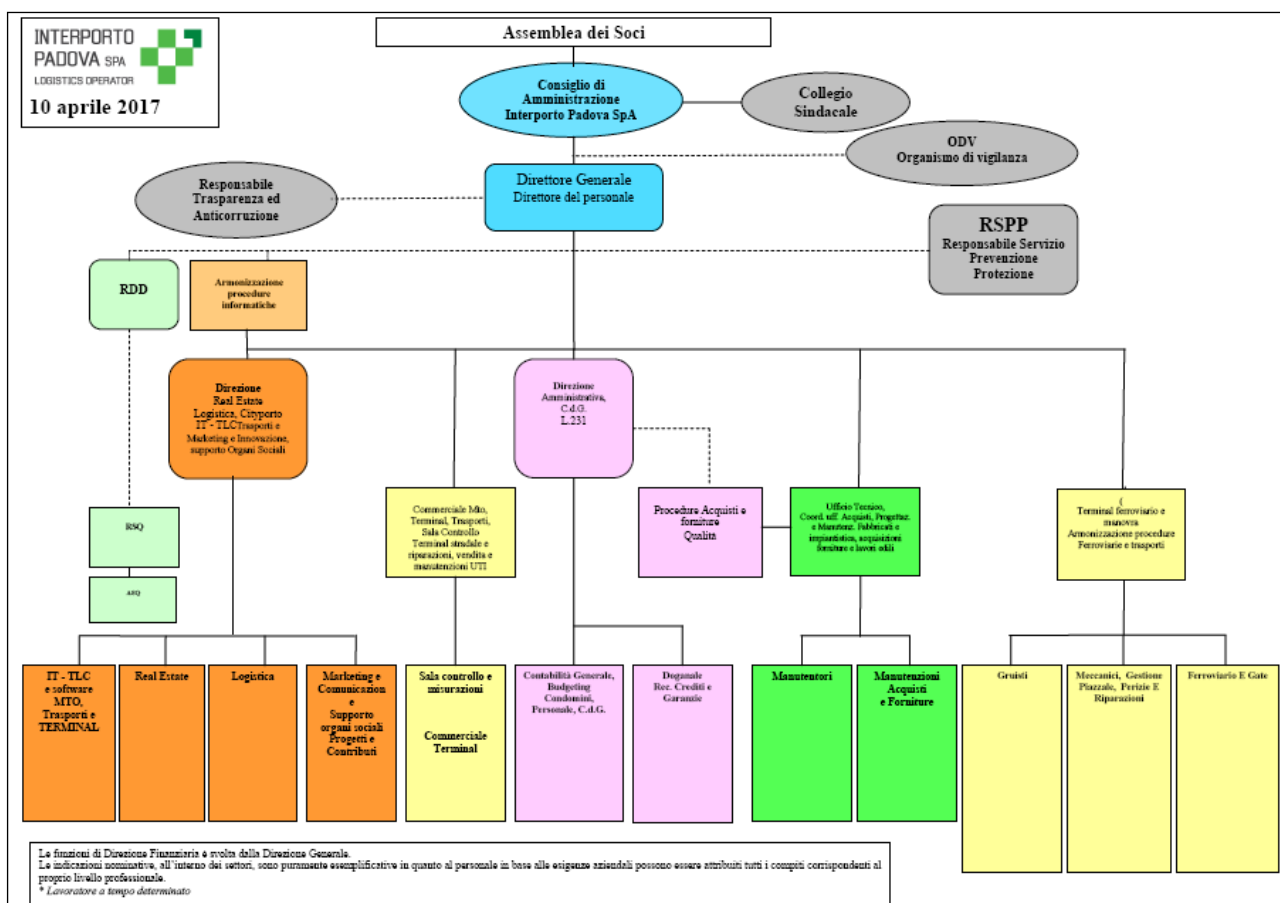 INTERPORTO
PADOVA SPA
LOGISTICS OPERATOR
10 aprile 2017
Assemblea dei Soci
Consiglio di
Amministrazione
Interporto Padova SpA
Collegio
Sindacale
ODV
Organismo di vigilanza
Responsabile
Trasparenza ed
Anticorruzione
Direttore Generale
Direttore del personale
RSPP
Responsabile Servizio
Prevenzione
Protezione
RDD
Armonizzazione
procedure
informatiche
Direzione
Real Estate
Logistica, Cityporto
IT - TLCTrasporti e
Marketing e Innovazione,
supporto Organi Sociali
Direzione
Amministrativa,
C.d.G.
L.231
Commerciale Mto,
Terminal, Trasporti,
Sala Controllo
Terminal stradale e
riparazioni, vendita e
manutenzioni UTI
Procedure Acquisti e
forniture
Qualità
Ufficio Tecnico,
Coord. uff. Acquisti, Progettaz.
e Manutenz. Fabbricati e
impiantistica, acquisizioni
forniture e lavori edili
(
Terminal ferroviario e
manovra
Armonizzazione procedure
Ferroviarie e trasporti
RSQ
IT - TLC
e software
MTO,
Trasporti e
TERMINAL
Real Estate
Logistica
Marketing e
Comunicazion
e
Supporto
organi sociali
Progetti e
Contributi
Sala controllo e
misurazioni
Commerciale
Terminal
Contabilità Generale,
Budgeting
Condomini,
Personale, C.d.G.
Doganale
Rec. Crediti e
Garanzie
Manutentori
Manutenzioni
Acquisti
e Forniture
Gruisti
Meccanici, Gestione
Piazzale, Perizie E
Riparazioni
Ferroviario E Gate
Le funzioni di Direzione Finanziaria è svolta dalla Direzione Generale.
Le indicazioni nominative, all'interno dei settori, sono puramente esemplificative in quanto al personale in base alle esigenze aziendali possono essere attribuiti tutti i compiti corrispondenti al
proprio livello professionale.
* Lavoratore a tempo determinato